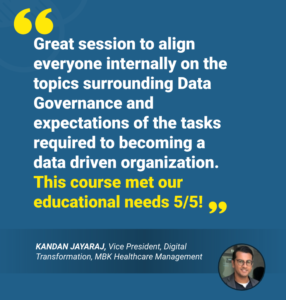 “
Great session to align
everyone internally on the
topics surrounding Data
Governance and
expectations of the tasks
required to becoming a
data driven organization.
This course met our
educational needs 5/5! ”
KANDAN JAYARAJ, Vice President, Digital
Transformation, MBK Healthcare Management